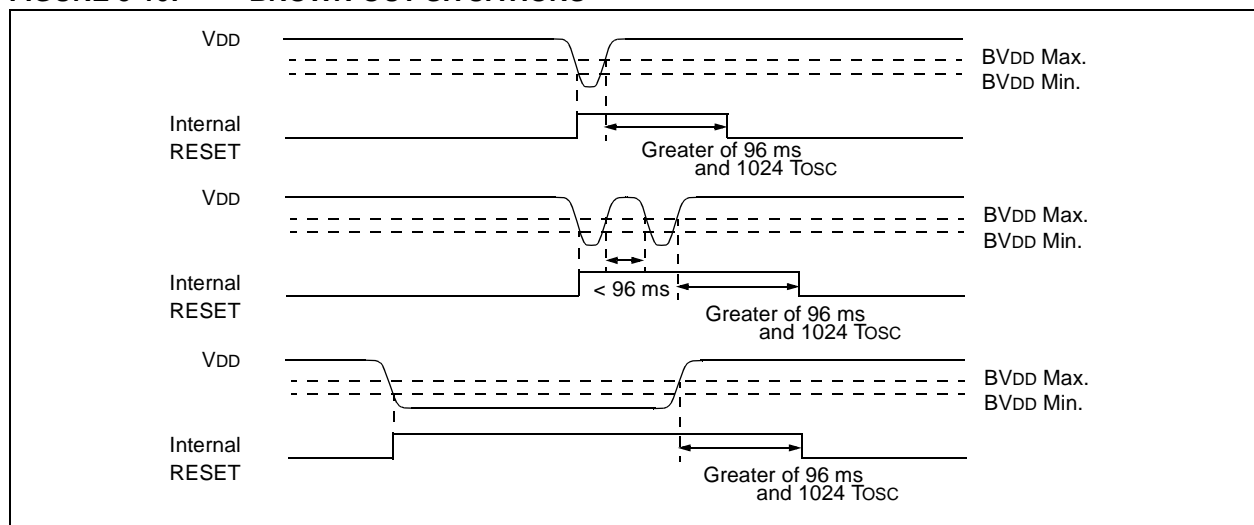 VDD
BVDD Max.
BVDD Min.
Internal
RESET
Greater of 96 ms
and 1024 TOSC
VDD
BVDD Max.
BVDD Min.
Internal
RESET
< 96 ms
Greater of 96 ms
and 1024 TOSC
VDD
BVDD Max.
BVDD Min.
Internal
RESET
Greater of 96 ms
and 1024 TOSC